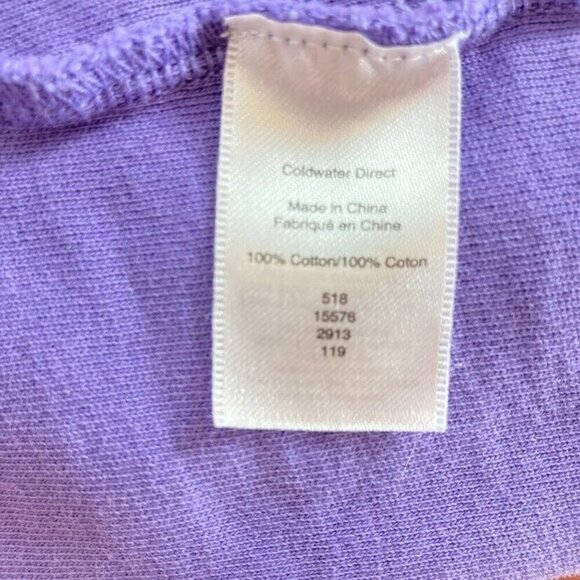 Coldwater Direct
Made in China
Fabriqué en Chine
100% Cotton/100% Coton
518
15576
2913
119